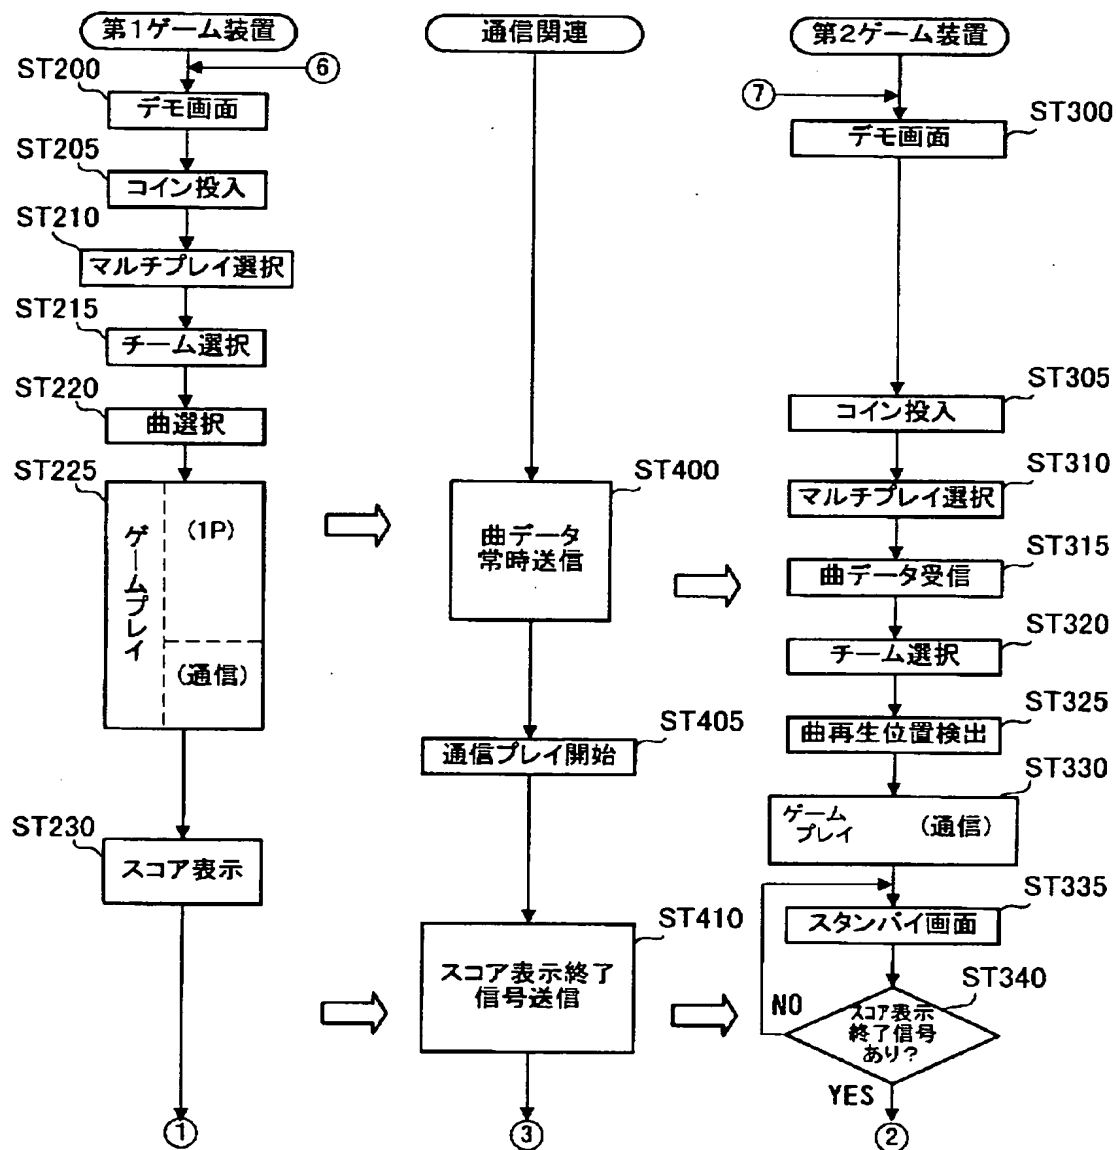 第1ゲーム装置
⑥
ST200
デモ画面
ST205
コイン投入
ST210
マルチプレイ選択
ST215
チーム選択
ST220
曲選択
ST225
ゲームプレイ
(1P)
(通信)
ST230
スコア表示
①
通信関連
ST400
曲データ
常時送信
ST405
通信プレイ開始
ST410
スコア表示終了
信号送信
③
第2ゲーム装置
⑦
ST300
デモ画面
ST305
コイン投入
ST310
マルチプレイ選択
ST315
曲データ受信
ST320
チーム選択
ST325
曲再生位置検出
ST330
ゲーム
プレイ
(通信)
ST335
スタンバイ画面
ST340
NO
スコア表示
終了信号
あり?
YES
②